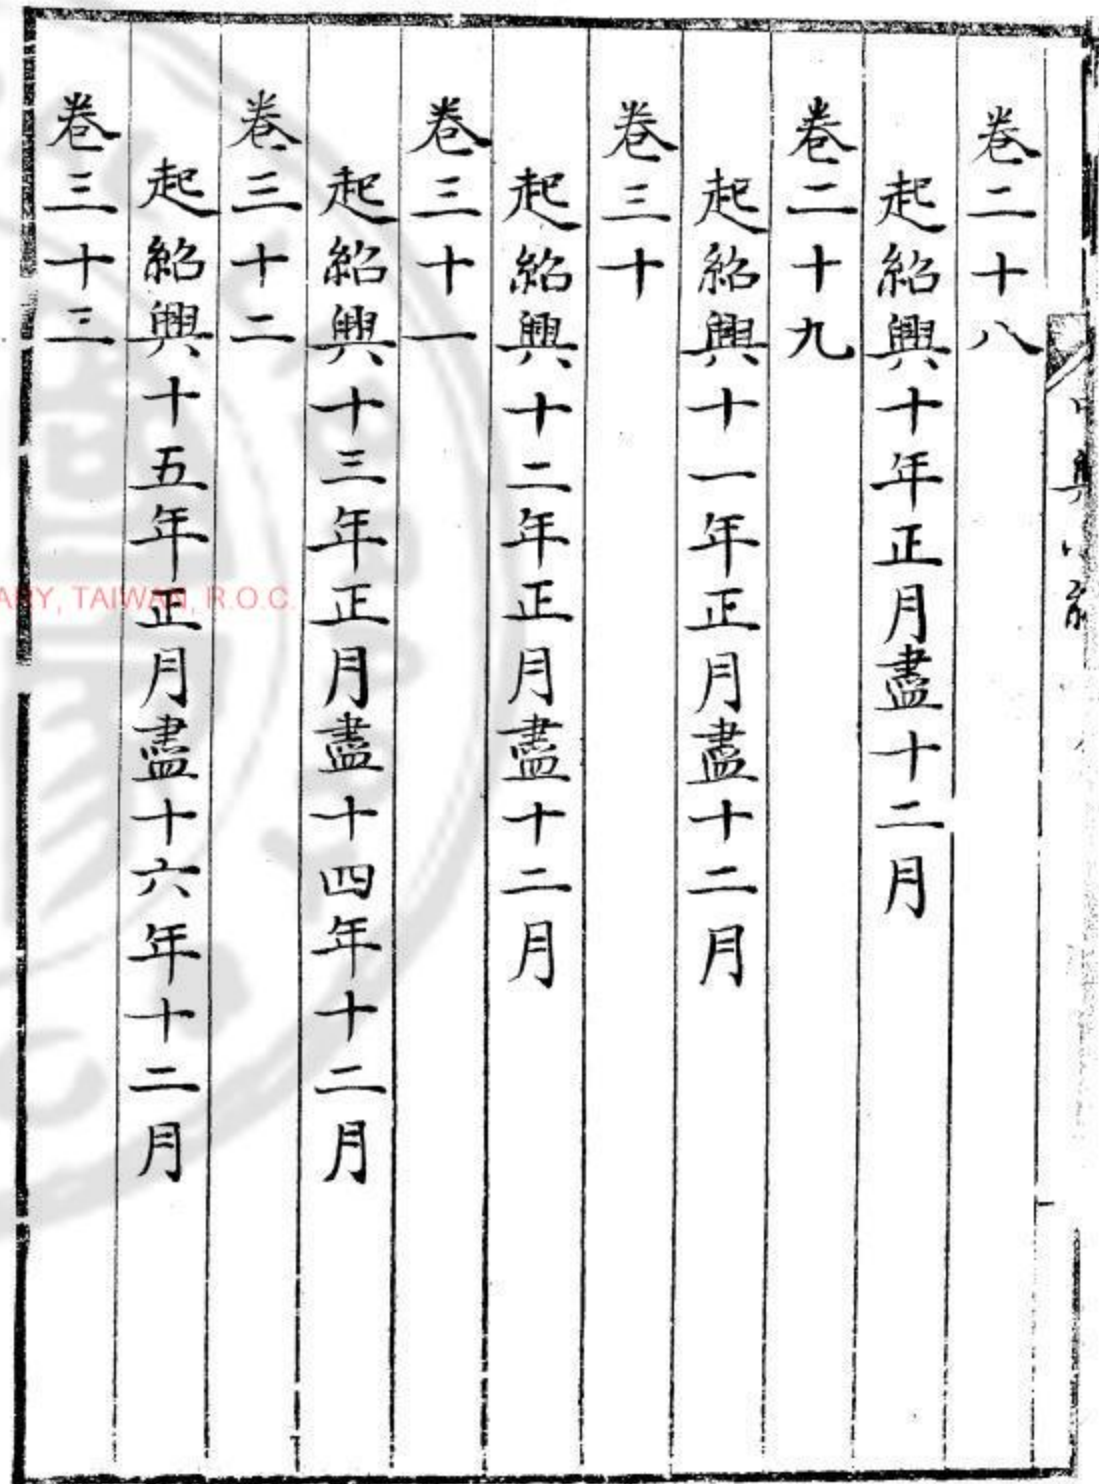 卷二十八
起紹興十年正月盡十二月
卷二十九
起紹興十一年正月盡十二月
卷三十
起紹興十二年正月盡十二月
卷三十一
起紹興十三年正月盡十四年十二月
卷三十二
起紹興十五年正月盡十六年十二月
卷三十三
TAIWAN, R.O.C.